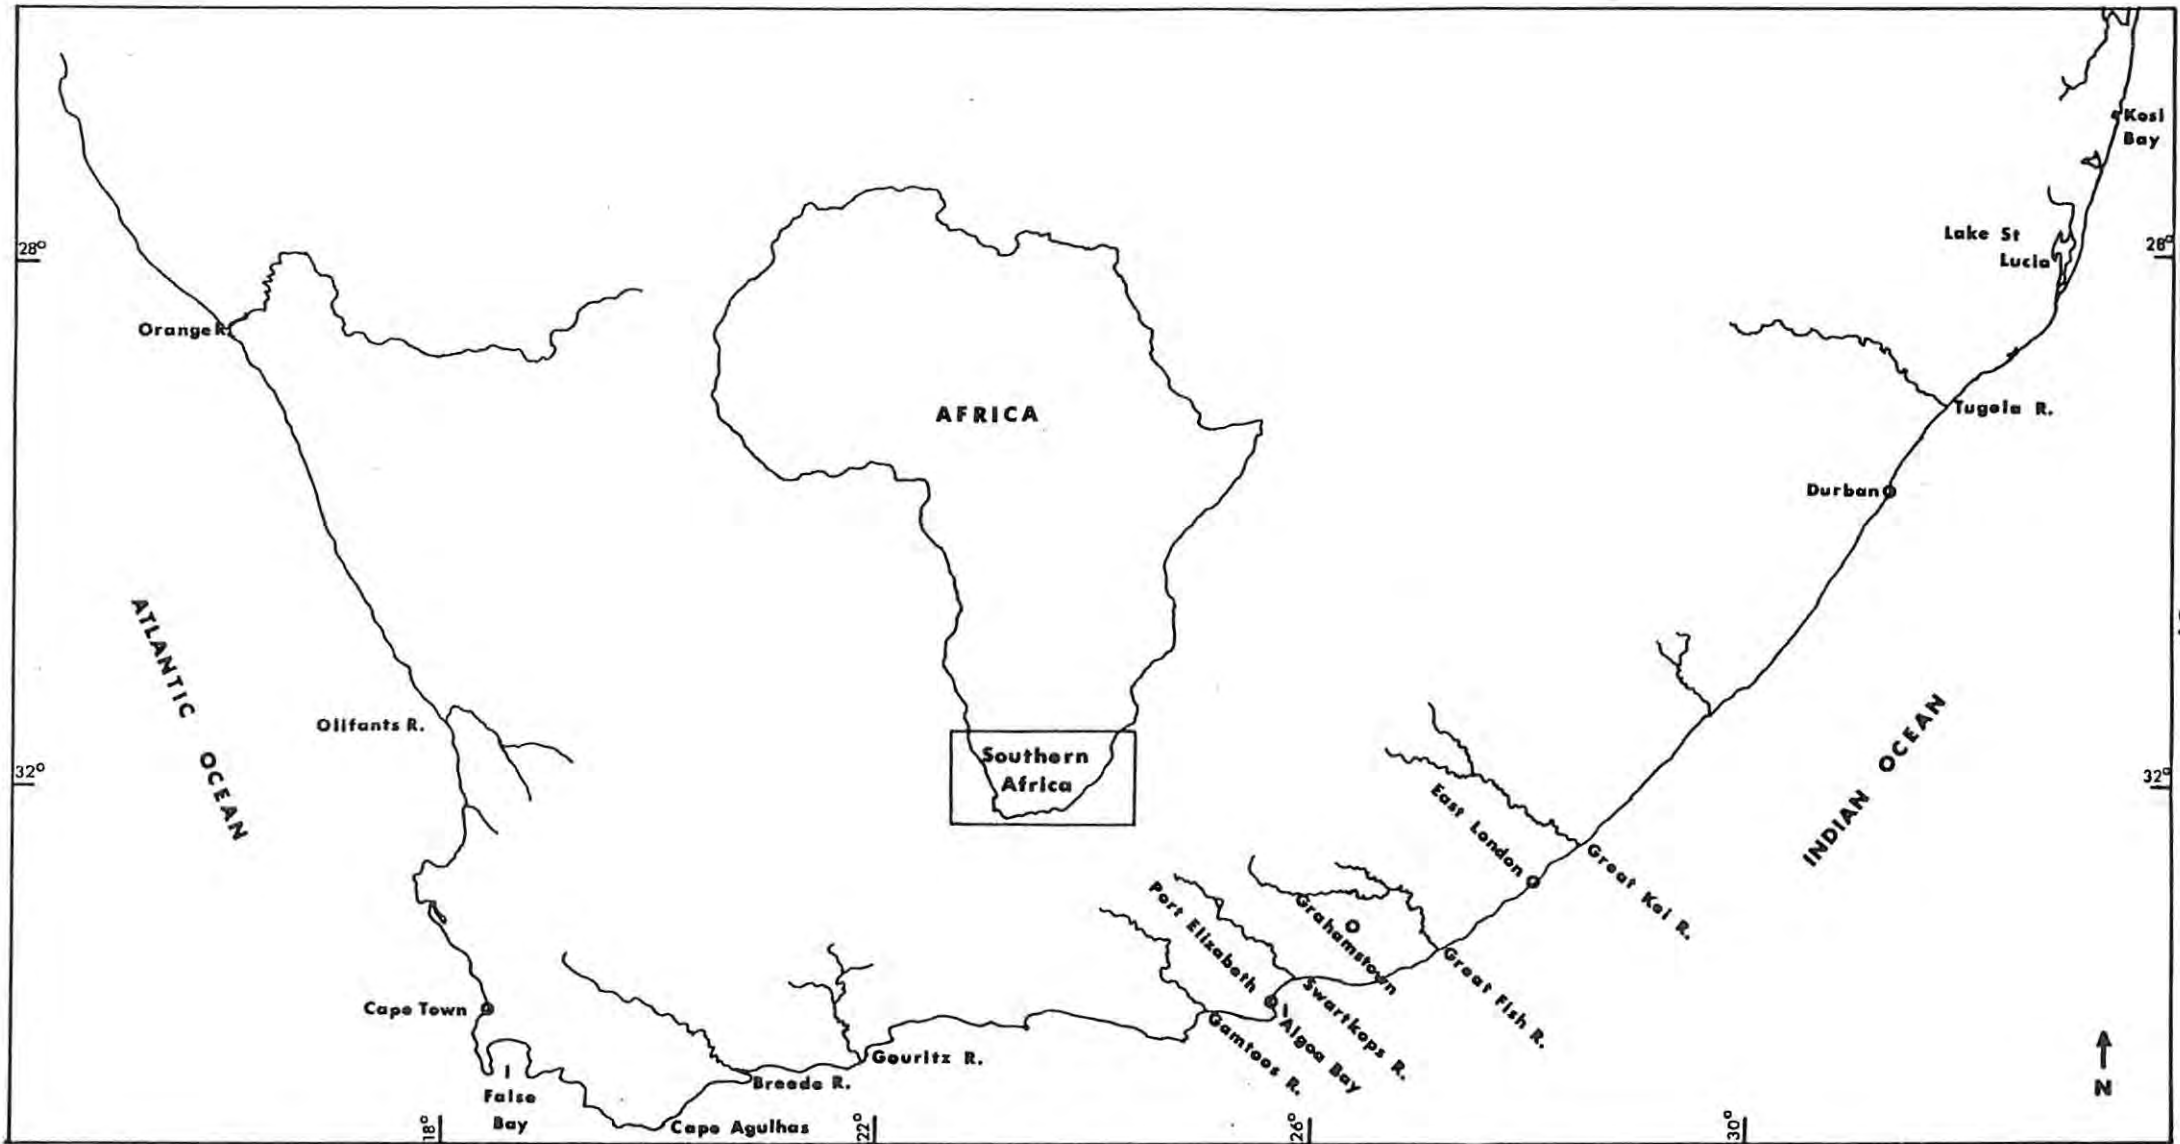 Kosi
Bay
28°
28°
Lake St
Lucia
Orange R.
AFRICA
Tugela R.
Durban
ATLANTIC OCEAN
Olifants R.
INDIAN OCEAN
Southern
Africa
32°
32°
East London
Great Kei R.
Port Elizabeth
Grahamstown
Great Fish R.
Swartkops R.
Algoa Bay
Gamtoos R.
Cape Town
Gouritz R.
Breede R.
False
Bay
Cape Agulhas
N
18°
22°
26°
30°